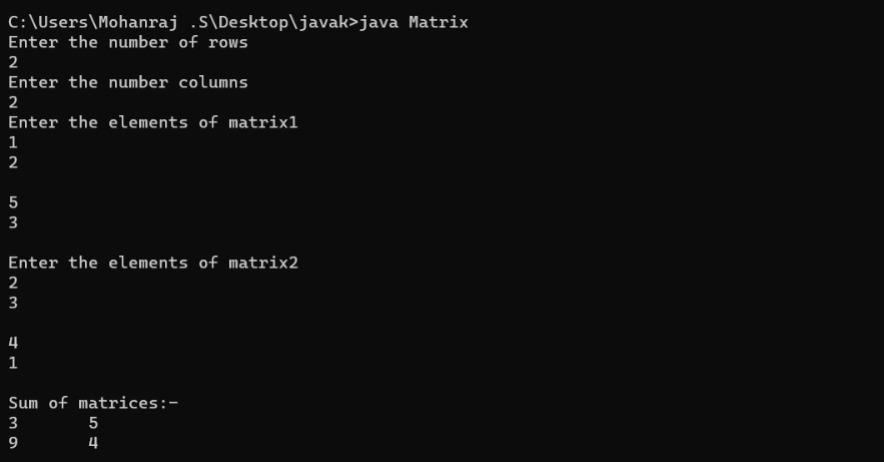 C:\Users\Mohanraj .S\Desktop\javak>java Matrix
Enter the number of rows
2
Enter the number columns
2
Enter the elements of matrix1
1
2
5
3
Enter the elements of matrix2
2
3
4
1
Sum of matrices:-
3 5
9 4